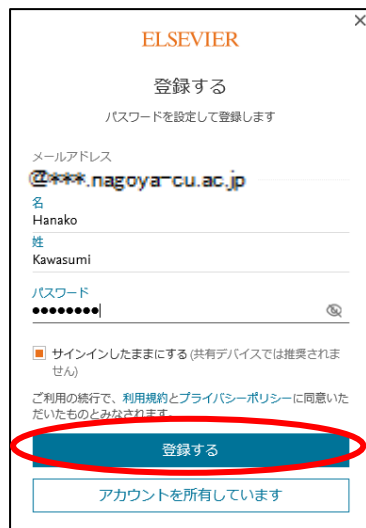 ELSEVIER
登録する
パスワードを設定して登録します
メールアドレス
@***.nagoya-cu.ac.jp
名
Hanako
姓
Kawasumi
パスワード
●●●●●●●●
サインインしたままにする (共有デバイスでは推奨されま
せん)
ご利用の続行で、利用規約とプライバシーポリシーに同意いた
だいたものとみなされます。
登録する
アカウントを所有しています